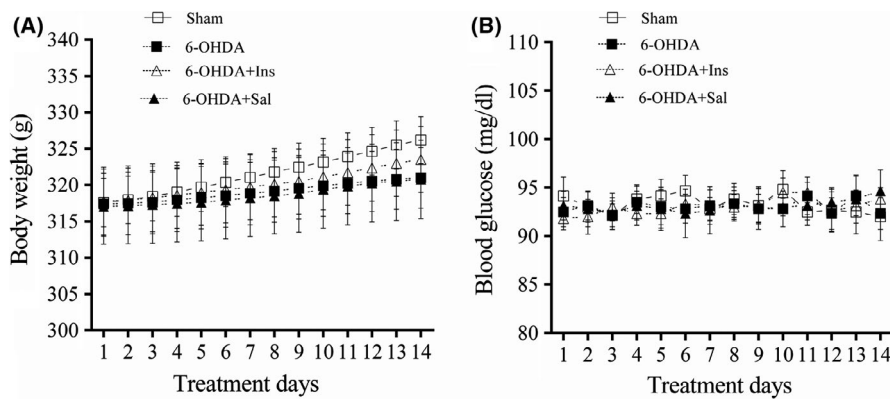 (A)
Sham
6-OHDA
6-OHDA+Ins
6-OHDA+Sal
Body weight (g)
340
335
330
325
320
315
310
305
300
1 2 3 4 5 6 7 8 9 10 11 12 13 14
Treatment days
(B)
Sham
6-OHDA
6-OHDA+Ins
6-OHDA+Sal
Blood glucose (mg/dl)
110
105
100
95
90
85
80
1 2 3 4 5 6 7 8 9 10 11 12 13 14
Treatment days